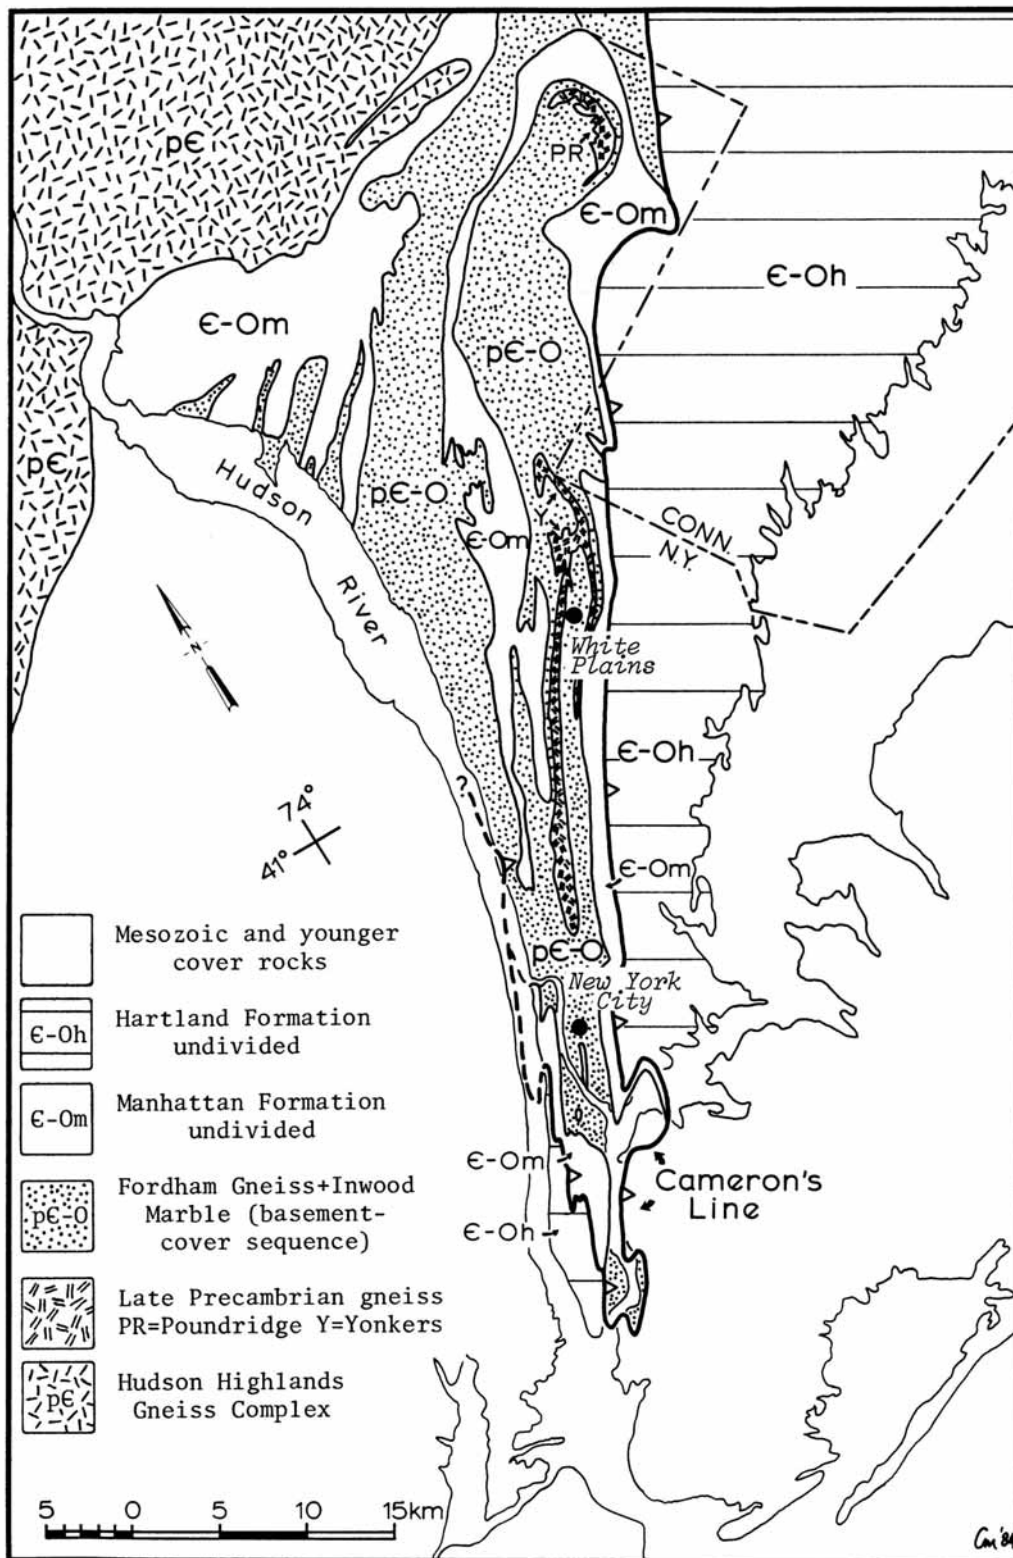 pЄ
PR
Є-Om
Є-Oh
Є-Om
pЄ-O
pЄ
Hudson
River
pЄ-O
Є-Om
Y
CONN.
N.Y.
N
White
Plains
Є-Oh
?
74°
41°
Є-Om
pЄ-O
New York
City
Mesozoic and younger
cover rocks
Є-Oh
Hartland Formation
undivided
Є-Om
Manhattan Formation
undivided
Є-Om
Cameron's
Line
Є-Oh
pЄ-O
Fordham Gneiss+Inwood
Marble (basement-
cover sequence)
Late Precambrian gneiss
PR=Poundridge Y=Yonkers
pЄ
Hudson Highlands
Gneiss Complex
5 0 5 10 15km